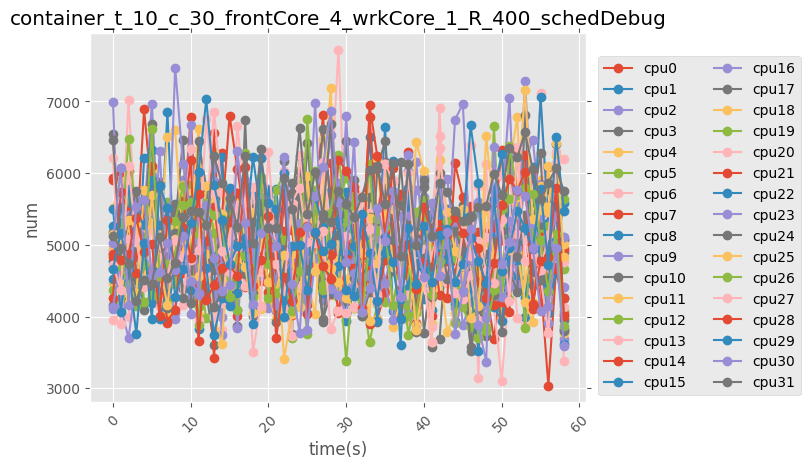 container_t_10_c_30_frontCore_4_wrkCore_1_R_400_schedDebug
num
7000
6000
5000
4000
3000
0
10
20
30
40
50
60
time(s)
cpu0
cpu1
cpu2
cpu3
cpu4
cpu5
cpu6
cpu7
cpu8
cpu9
cpu10
cpu11
cpu12
cpu13
cpu14
cpu15
cpu16
cpu17
cpu18
cpu19
cpu20
cpu21
cpu22
cpu23
cpu24
cpu25
cpu26
cpu27
cpu28
cpu29
cpu30
cpu31